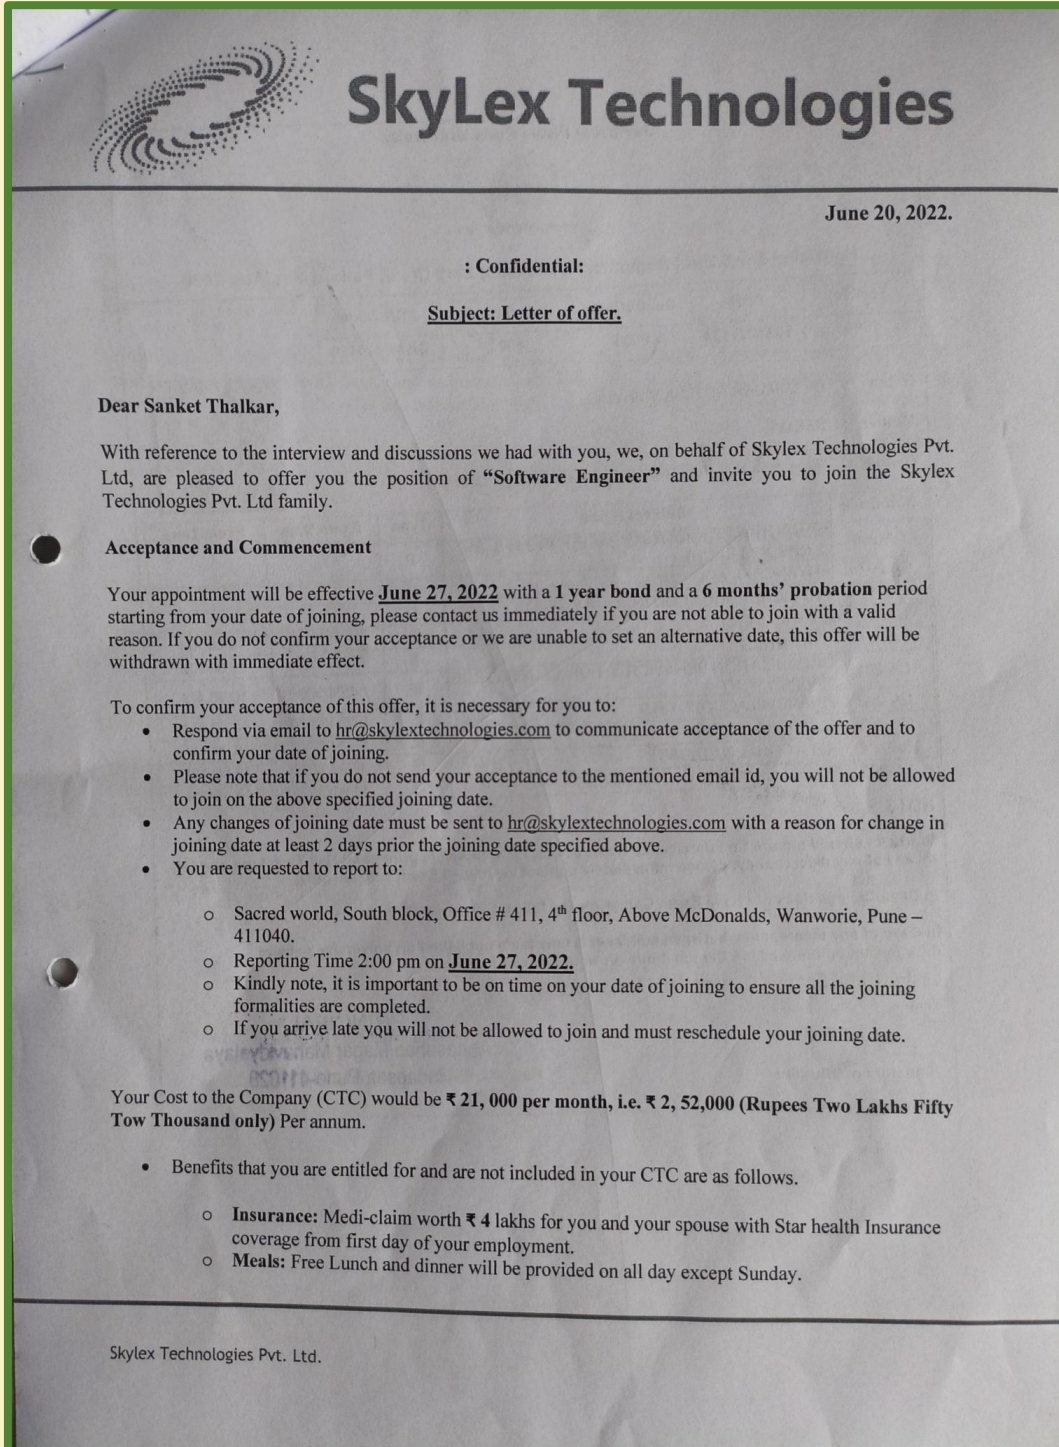 SkyLex Technologies
June 20, 2022.
: Confidential:
Subject: Letter of offer.
Dear Sanket Thalkar,
With reference to the interview and discussions we had with you, we, on behalf of Skylex Technologies Pvt.
Ltd, are pleased to offer you the position of “Software Engineer” and invite you to join the Skylex
Technologies Pvt. Ltd family.
Acceptance and Commencement
Your appointment will be effective June 27, 2022 with a 1 year bond and a 6 months’ probation period
starting from your date of joining, please contact us immediately if you are not able to join with a valid
reason. If you do not confirm your acceptance or we are unable to set an alternative date, this offer will be
withdrawn with immediate effect.
To confirm your acceptance of this offer, it is necessary for you to:
• Respond via email to hr@skylextechnologies.com to communicate acceptance of the offer and to
confirm your date of joining.
• Please note that if you do not send your acceptance to the mentioned email id, you will not be allowed
to join on the above specified joining date.
• Any changes of joining date must be sent to hr@skylextechnologies.com with a reason for change in
joining date at least 2 days prior the joining date specified above.
• You are requested to report to:
o Sacred world, South block, Office # 411, 4th floor, Above McDonalds, Wanworie, Pune –
411040.
o Reporting Time 2:00 pm on June 27, 2022.
o Kindly note, it is important to be on time on your date of joining to ensure all the joining
formalities are completed.
o If you arrive late you will not be allowed to join and must reschedule your joining date.
Your Cost to the Company (CTC) would be ₹ 21, 000 per month, i.e. ₹ 2, 52,000 (Rupees Two Lakhs Fifty
Tow Thousand only) Per annum.
• Benefits that you are entitled for and are not included in your CTC are as follows.
o Insurance: Medi-claim worth ₹ 4 lakhs for you and your spouse with Star health Insurance
coverage from first day of your employment.
o Meals: Free Lunch and dinner will be provided on all day except Sunday.
Skylex Technologies Pvt. Ltd.